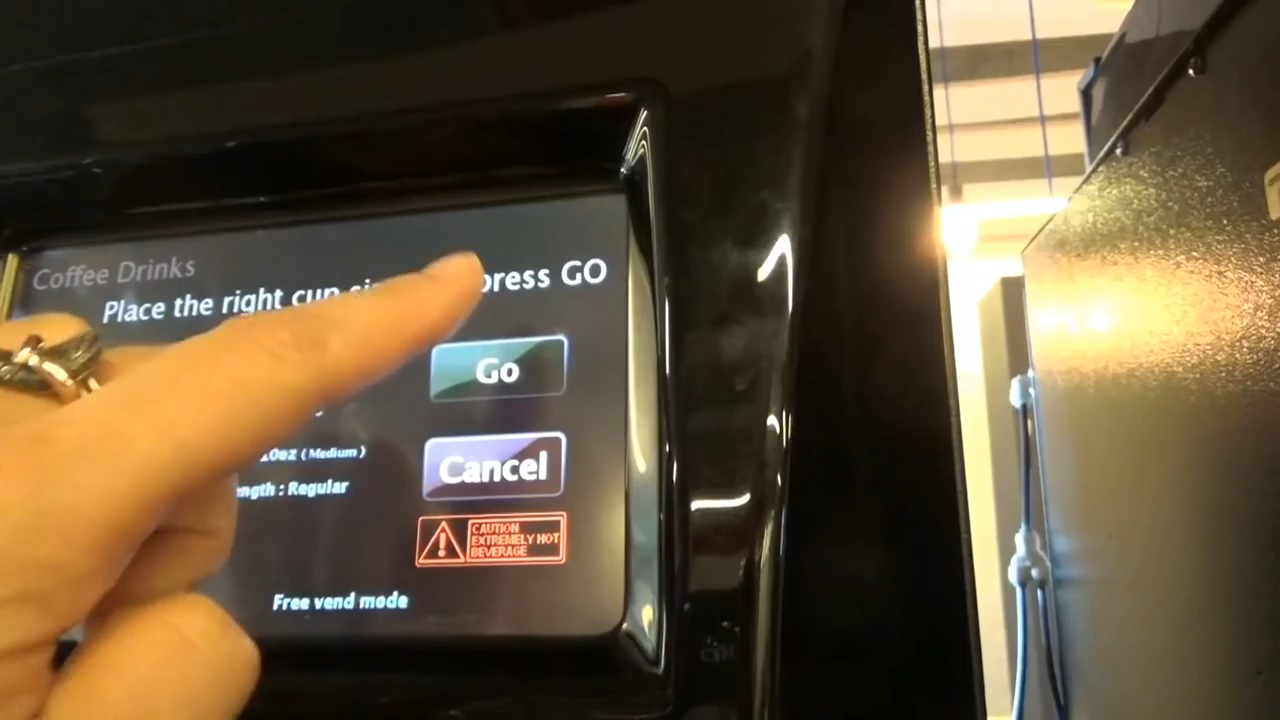 Coffee Drinks
Place the right cup press GO
Go
10oz ( Medium )
Cancel
: Regular
CAUTION
EXTREMELY HOT
BEVERAGE
Free vend mode